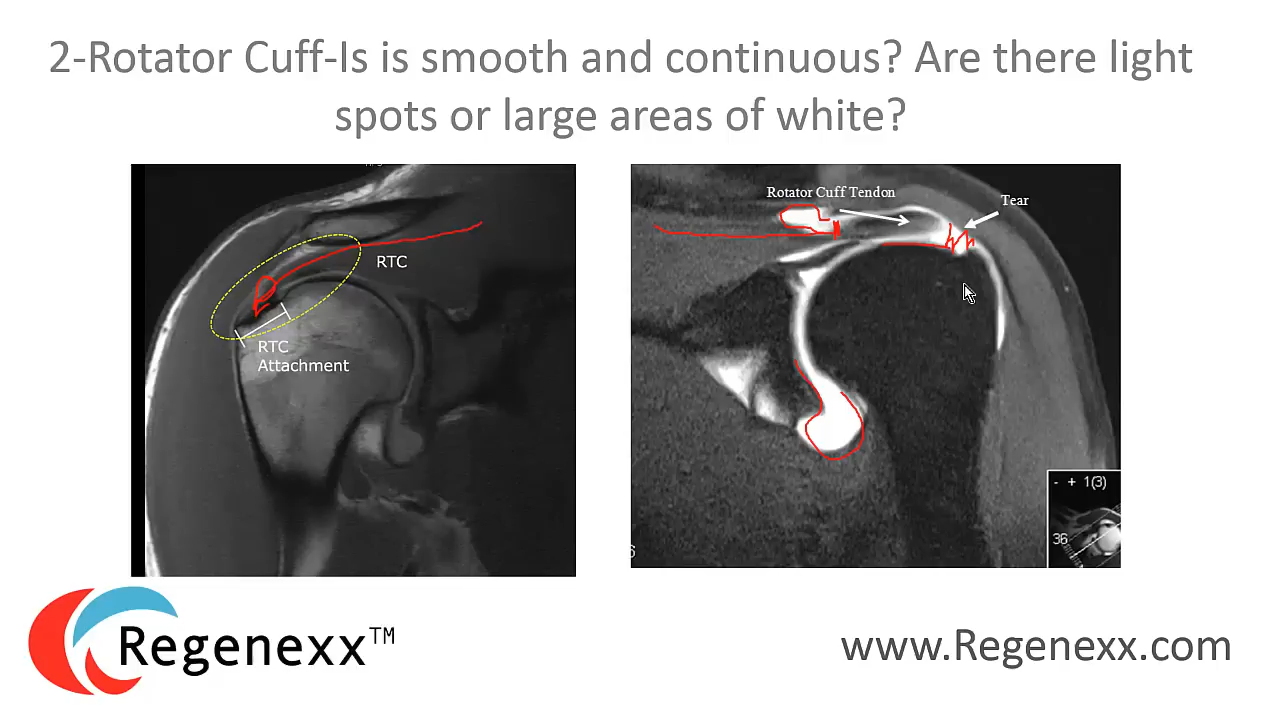 2-Rotator Cuff-Is is smooth and continuous? Are there light
spots or large areas of white?
RTC
RTC
Attachment
Rotator Cuff Tendon
Tear
- + 1(3)
36
6
Regenexx™
www.Regenexx.com